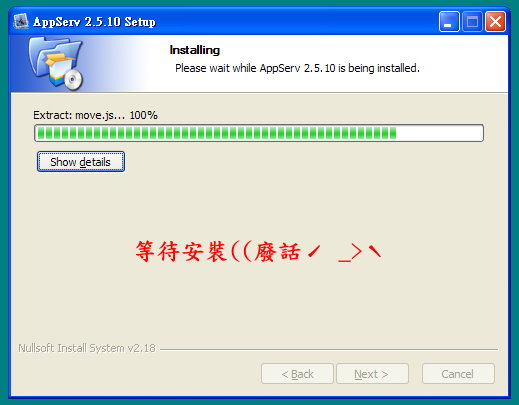 AppServ 2.5.10 Setup
Installing
Please wait while AppServ 2.5.10 is being installed.
Extract: move.js... 100%
Show details
等待安裝((廢話ㄧ _>ヽ
Nullsoft Install System v2.18
< Back
Next >
Cancel